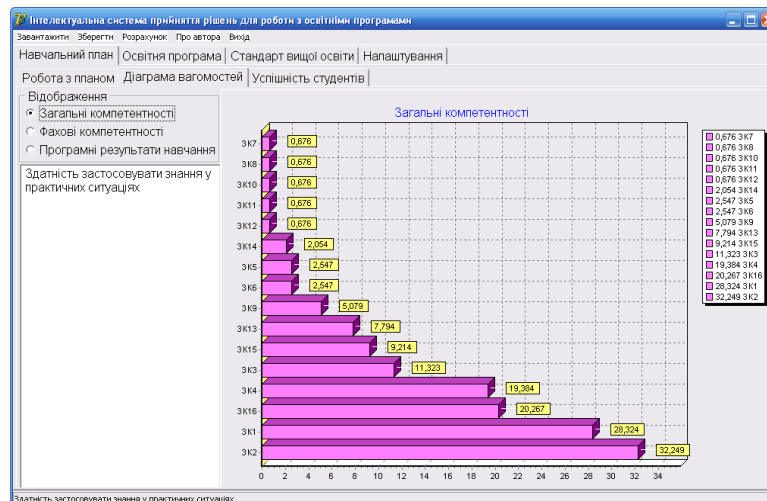 Інтелектуальна система прийняття рішень для роботи з освітніми програмами
Завантажити Зберегти Розрахунок Про автора Вихід
Навчальний план Освітня програма Стандарт вищої освіти Налаштування
Робота з планом Діаграма вагомостей Успішність студентів
Відображення
Загальні компетентності
Фахові компетентності
Програмні результати навчання
Здатність застосовувати знання у
практичних ситуаціях
Загальні компетентності
ЗК7 0,676
ЗК8 0,676
ЗК10 0,676
ЗК11 0,676
ЗК12 0,676
ЗК14 2,054
ЗК5 2,547
ЗК6 2,547
ЗК9 5,079
ЗК13 7,794
ЗК15 9,214
ЗК3 11,323
ЗК4 19,384
ЗК16 20,267
ЗК1 28,324
ЗК2 32,249
0 2 4 6 8 10 12 14 16 18 20 22 24 26 28 30 32 34
0,676 ЗК7
0,676 ЗК8
0,676 ЗК10
0,676 ЗК11
0,676 ЗК12
2,054 ЗК14
2,547 ЗК5
2,547 ЗК6
5,079 ЗК9
7,794 ЗК13
9,214 ЗК15
11,323 ЗК3
19,384 ЗК4
20,267 ЗК16
28,324 ЗК1
32,249 ЗК2
Здатність застосовувати знання у практичних ситуаціях